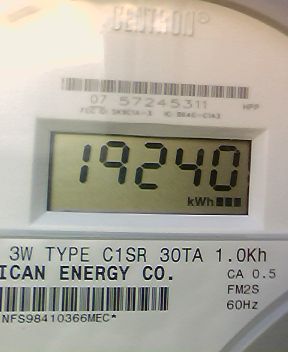 CENTRON®
07 57245311 HPP
19240
kWh
3W TYPE C1SR 30TA 1.0Kh
ICAN ENERGY CO. CA 0.5
FM2S
60Hz
NFS98410366MEC*